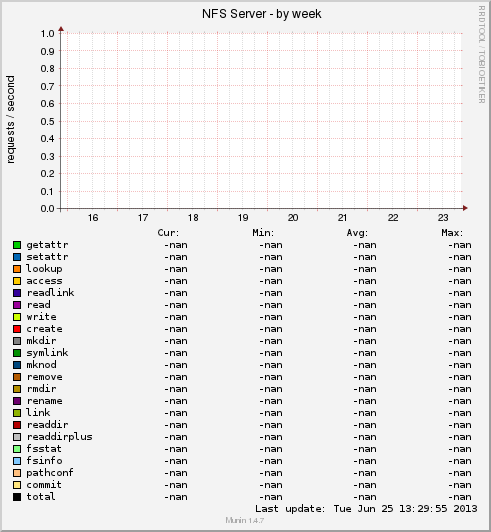 NFS Server - by week
RRDTOOL / TOBI OETIKER
requests / second
1.0
0.9
0.8
0.7
0.6
0.5
0.4
0.3
0.2
0.1
0.0
16 17 18 19 20 21 22 23
Cur: Min: Avg: Max:
getattr -nan -nan -nan -nan
setattr -nan -nan -nan -nan
lookup -nan -nan -nan -nan
access -nan -nan -nan -nan
readlink -nan -nan -nan -nan
read -nan -nan -nan -nan
write -nan -nan -nan -nan
create -nan -nan -nan -nan
mkdir -nan -nan -nan -nan
symlink -nan -nan -nan -nan
mknod -nan -nan -nan -nan
remove -nan -nan -nan -nan
rmdir -nan -nan -nan -nan
rename -nan -nan -nan -nan
link -nan -nan -nan -nan
readdir -nan -nan -nan -nan
readdirplus -nan -nan -nan -nan
fsstat -nan -nan -nan -nan
fsinfo -nan -nan -nan -nan
pathconf -nan -nan -nan -nan
commit -nan -nan -nan -nan
total -nan -nan -nan -nan
Last update: Tue Jun 25 13:29:55 2013
Munin 1.4.7